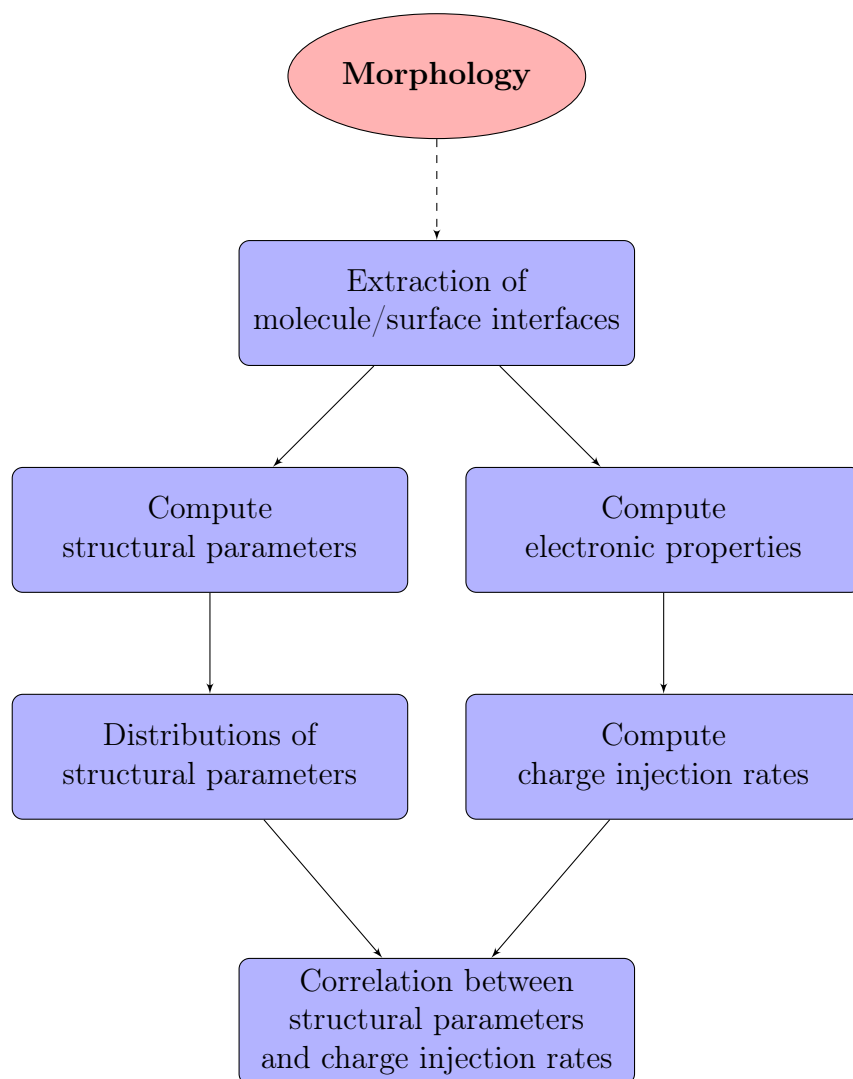 Morphology
Extraction of
molecule/surface interfaces
Compute
structural parameters
Compute
electronic properties
Distributions of
structural parameters
Compute
charge injection rates
Correlation between
structural parameters
and charge injection rates